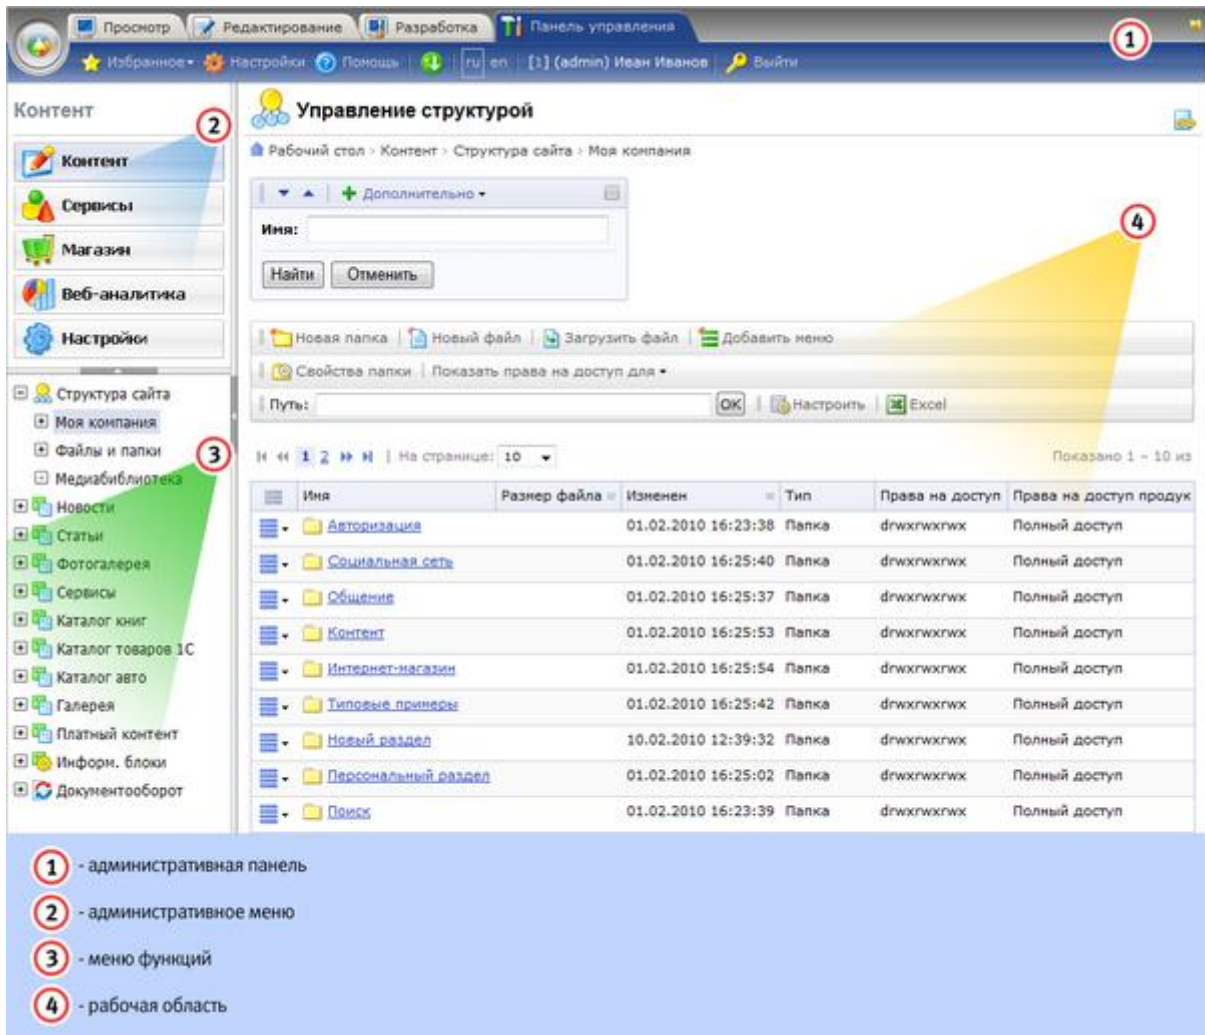 Просмотр Редактирование Разработка Панель управления
1
Избранное Настройки Помощь ru en [1] (admin) Иван Иванов Выйти
Контент
2
Контент
Сервисы
Магазин
Веб-аналитика
Настройки
Структура сайта
Моя компания
Файлы и папки
3
Медиабиблиотека
Новости
Статьи
Фотогалерея
Сервисы
Каталог книг
Каталог товаров 1С
Каталог авто
Галерея
Платный контент
Информ. блоки
Документооборот
Управление структурой
Рабочий стол › Контент › Структура сайта › Моя компания
Дополнительно
Имя:
4
Найти Отменить
Новая папка Новый файл Загрузить файл Добавить меню
Свойства папки Показать права на доступ для
Путь: OK Настроить Excel
1 2 На странице: 10 Показано 1 – 10 из
Имя Размер файла Изменен Тип Права на доступ Права на доступ продук
Авторизация 01.02.2010 16:23:38 Папка drwxrwxrwx Полный доступ
Социальная сеть 01.02.2010 16:25:40 Папка drwxrwxrwx Полный доступ
Общение 01.02.2010 16:25:37 Папка drwxrwxrwx Полный доступ
Контент 01.02.2010 16:25:53 Папка drwxrwxrwx Полный доступ
Интернет-магазин 01.02.2010 16:25:54 Папка drwxrwxrwx Полный доступ
Типовые примеры 01.02.2010 16:25:42 Папка drwxrwxrwx Полный доступ
Новый раздел 10.02.2010 12:39:32 Папка drwxrwxrwx Полный доступ
Персональный раздел 01.02.2010 16:25:02 Папка drwxrwxrwx Полный доступ
Поиск 01.02.2010 16:23:39 Папка drwxrwxrwx Полный доступ
1 - административная панель
2 - административное меню
3 - меню функций
4 - рабочая область